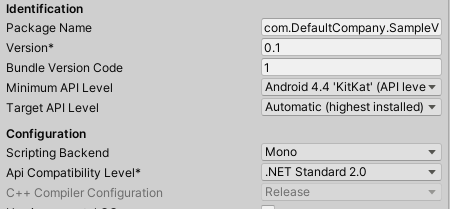 Identification
Package Name com.DefaultCompany.SampleV
Version* 0.1
Bundle Version Code 1
Minimum API Level Android 4.4 'KitKat' (API leve
Target API Level Automatic (highest installed)
Configuration
Scripting Backend Mono
Api Compatibility Level* .NET Standard 2.0
C++ Compiler Configuration Release